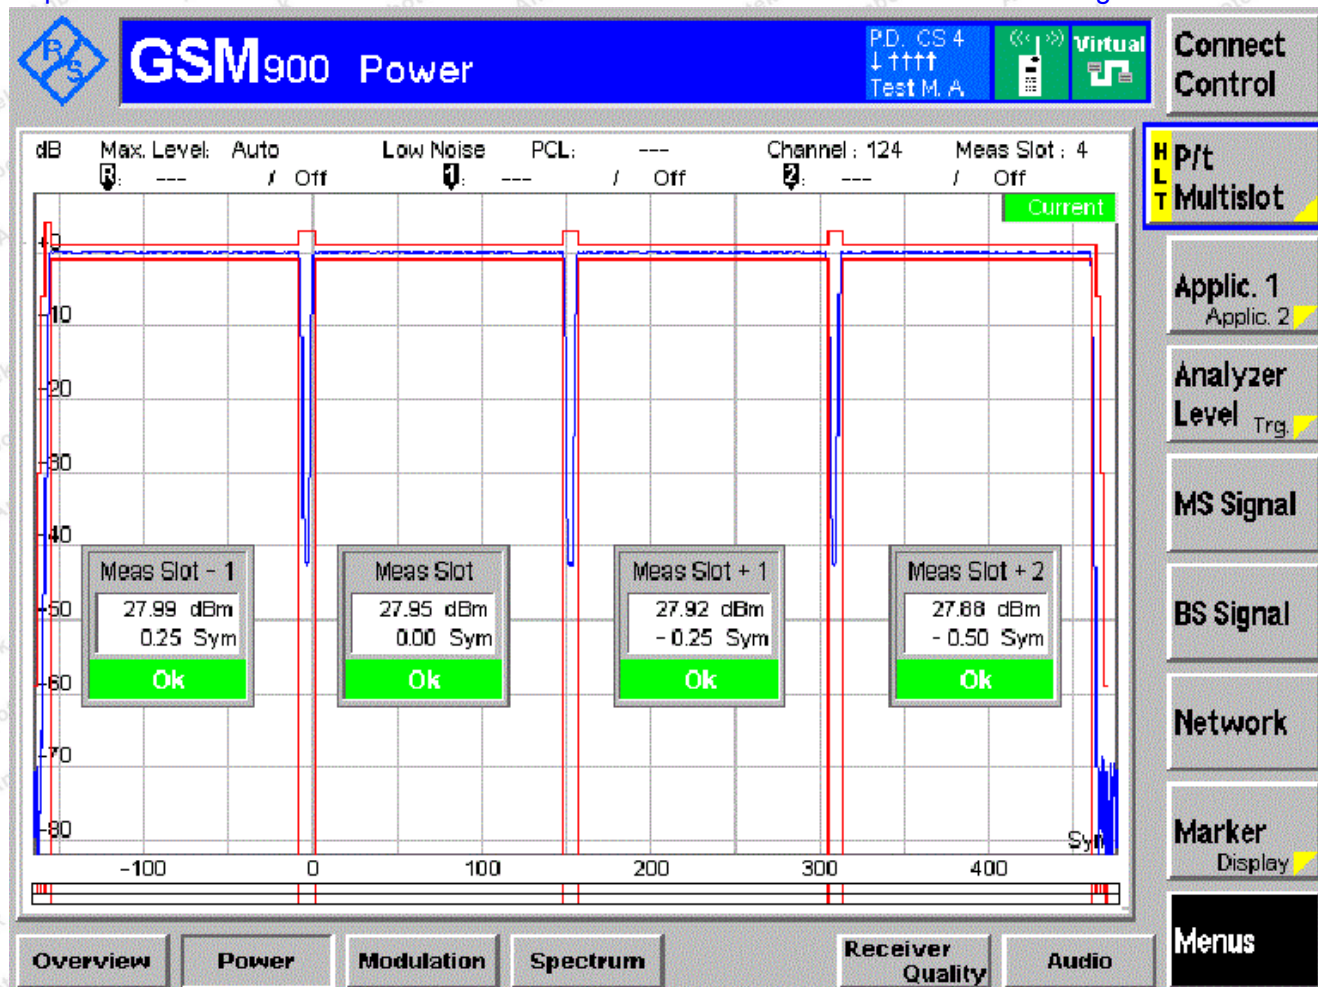 R S
GSM900 Power
P.D. CS 4
↓ ↑↑↑↑
Test M. A
Virtual
Connect
Control
dB Max. Level: Auto Low Noise PCL: --- Channel : 124 Meas Slot : 4
R: --- / Off 1: --- / Off 2: --- / Off
Current
HLT
P/t
Multislot
Applic. 1
Applic. 2
Analyzer
Level Trg.
MS Signal
BS Signal
Network
Marker
Display
Menus
+0
-10
-20
-30
-40
-50
-60
-70
-80
Meas Slot - 1
27.99 dBm
0.25 Sym
Ok
Meas Slot
27.95 dBm
0.00 Sym
Ok
Meas Slot + 1
27.92 dBm
- 0.25 Sym
Ok
Meas Slot + 2
27.88 dBm
- 0.50 Sym
Ok
Sym
-100 0 100 200 300 400
Overview Power Modulation Spectrum Receiver Quality Audio